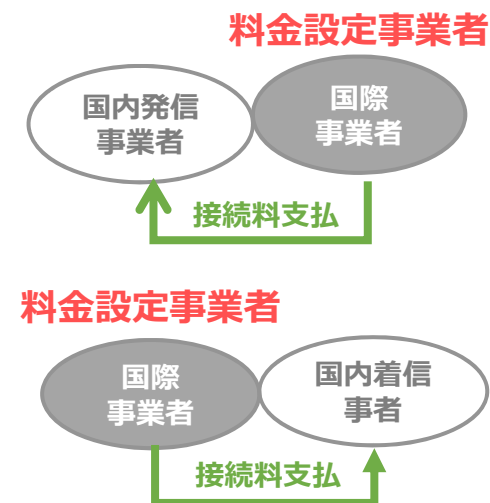 料金設定事業者
国内発信
事業者
国際
事業者
接続料支払
料金設定事業者
国際
事業者
国内着信
事者
接続料支払